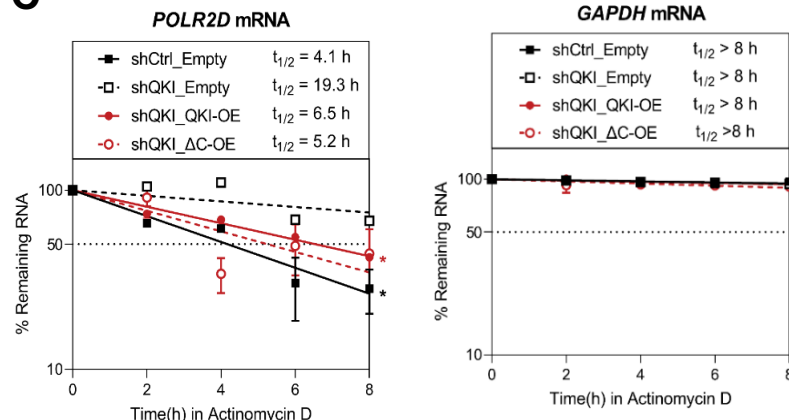 POLR2D mRNA
shCtrl_Empty t1/2 = 4.1 h
shQKI_Empty t1/2 = 19.3 h
shQKI_QKI-OE t1/2 = 6.5 h
shQKI_ΔC-OE t1/2 = 5.2 h
% Remaining RNA
100
50
10
*
*
0 2 4 6 8
Time(h) in Actinomycin D
GAPDH mRNA
shCtrl_Empty t1/2 > 8 h
shQKI_Empty t1/2 > 8 h
shQKI_QKI-OE t1/2 > 8 h
shQKI_ΔC-OE t1/2 >8 h
% Remaining RNA
100
50
10
0 2 4 6 8
Time(h) in Actinomycin D